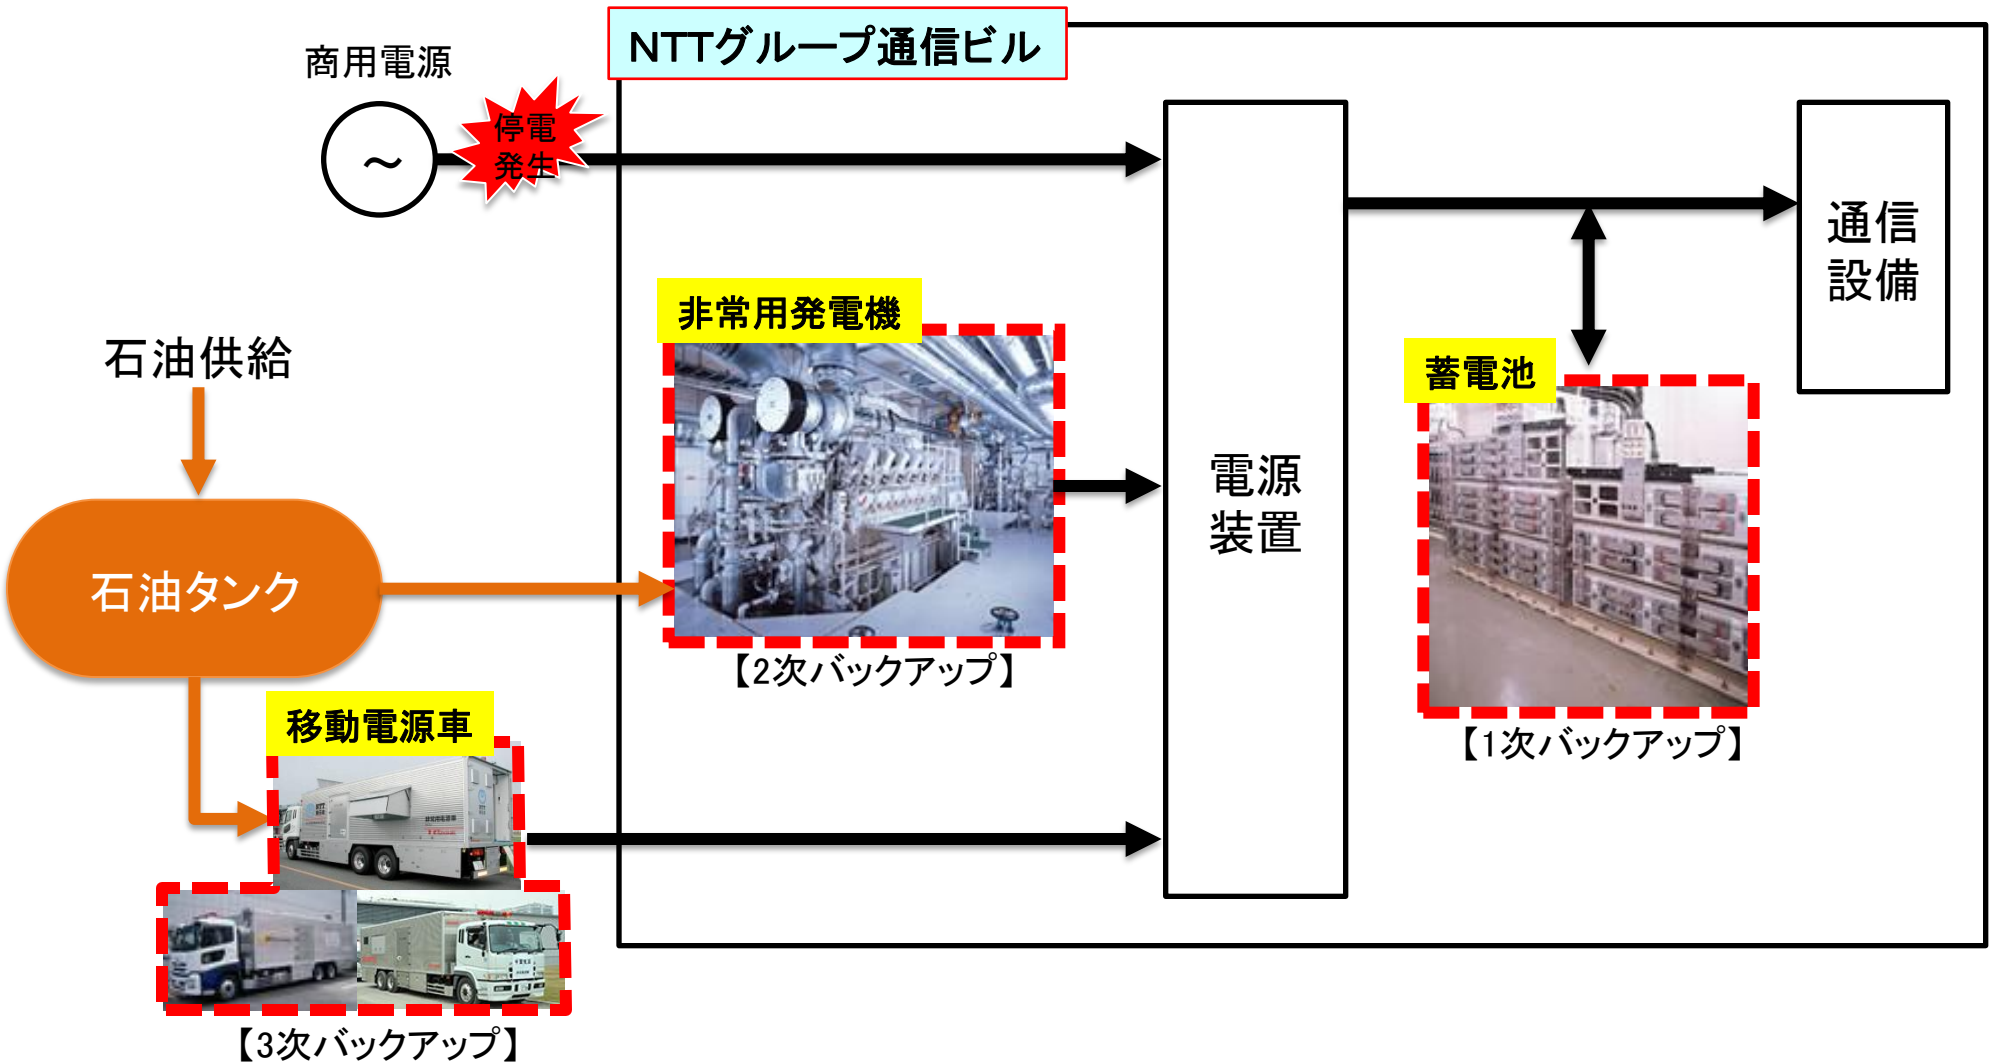 NTTグループ通信ビル
商用電源
～
停電
発生
通信
設備
非常用発電機
石油供給
蓄電池
電源
装置
石油タンク
【2次バックアップ】
移動電源車
【1次バックアップ】
NTT
【3次バックアップ】